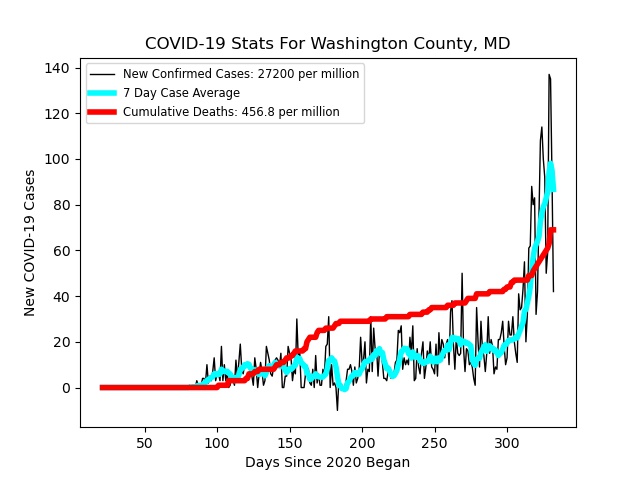 COVID-19 Stats For Washington County, MD
New Confirmed Cases: 27200 per million
7 Day Case Average
Cumulative Deaths: 456.8 per million
140
120
100
80
60
40
20
0
New COVID-19 Cases
50 100 150 200 250 300
Days Since 2020 Began